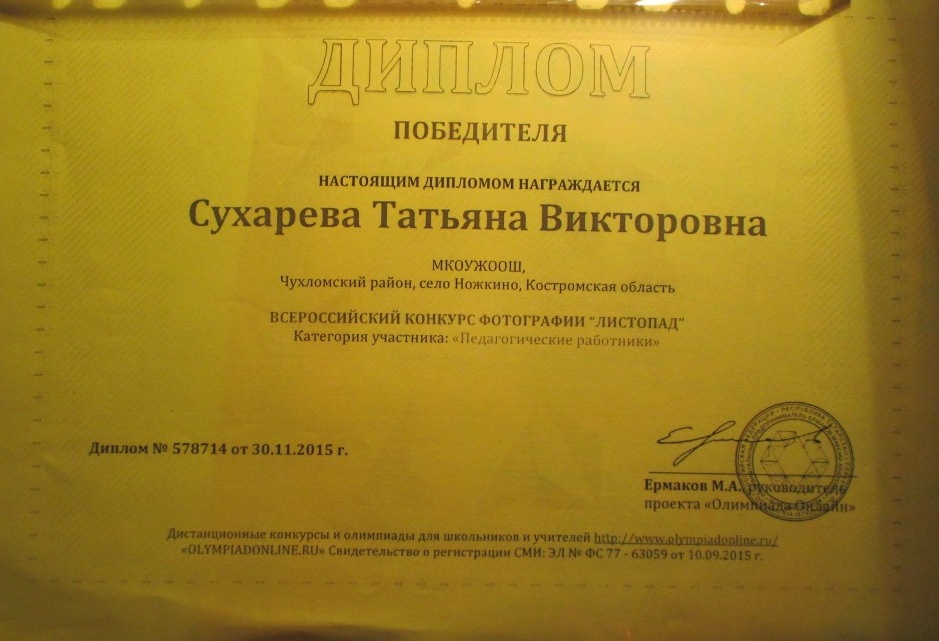 ДИПЛОМ
ПОБЕДИТЕЛЯ
НАСТОЯЩИМ ДИПЛОМОМ НАГРАЖДАЕТСЯ
Сухарева Татьяна Викторовна
МКОУЖООШ,
Чухломский район, село Ножкино, Костромская область
ВСЕРОССИЙСКИЙ КОНКУРС ФОТОГРАФИИ "ЛИСТОПАД"
Категория участника: «Педагогические работники»
Диплом № 578714 от 30.11.2015 г.
Ермаков М.А. руководитель
проекта «Олимпиада Онлайн»
Дистанционные конкурсы и олимпиады для школьников и учителей http://www.olympiadonline.ru/
«OLYMPIADONLINE.RU» Свидетельство о регистрации СМИ: ЭЛ № ФС 77 - 63059 от 10.09.2015 г.